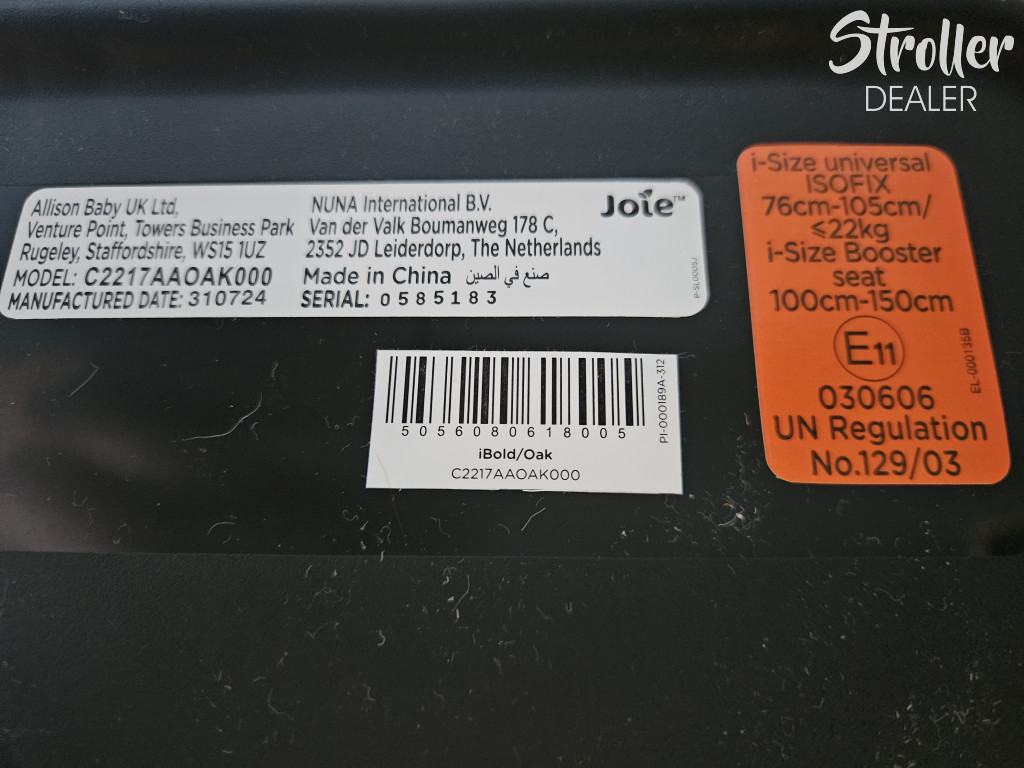 Stroller
DEALER
Allison Baby UK Ltd,
Venture Point, Towers Business Park
Rugeley, Staffordshire, WS15 1UZ
MODEL: C2217AAOAK000
MANUFACTURED DATE: 310724
NUNA International B.V.
Van der Valk Boumanweg 178 C,
2352 JD Leiderdorp, The Netherlands
Made in China صنع في الصين
SERIAL: 0585183
Joie™
P-SL0005J
5056080618005
iBold/Oak
C2217AAOAK000
PI-000189A-312
i-Size universal
ISOFIX
76cm-105cm/
≤22kg
i-Size Booster
seat
100cm-150cm
E11
030606
UN Regulation
No.129/03
EL-000136B